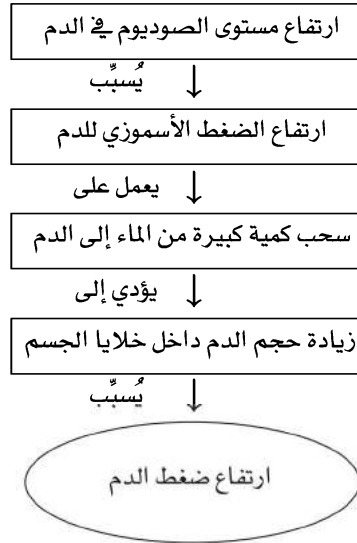 ارتفاع مستوى الصوديوم في الدم
يُسبِّب
ارتفاع الضغط الأسموزي للدم
يعمل على
سحب كمية كبيرة من الماء إلى الدم
يؤدي إلى
زيادة حجم الدم داخل خلايا الجسم
يُسبِّب
ارتفاع ضغط الدم